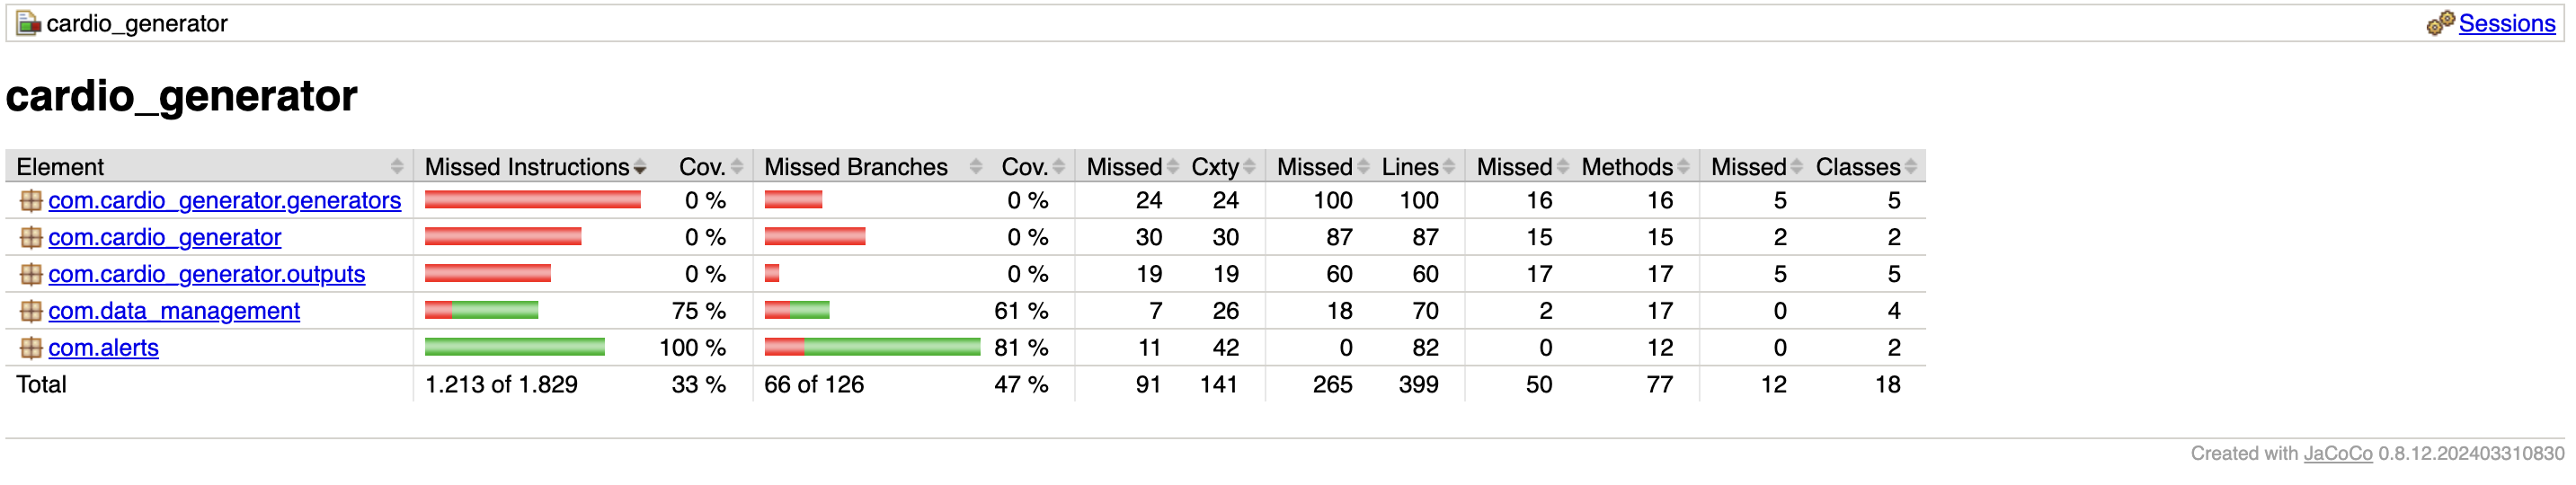 cardio_generator Sessions
cardio_generator
Element Missed Instructions Cov. Missed Branches Cov. Missed Cxty Missed Lines Missed Methods Missed Classes
com.cardio_generator.generators 0 % 0 % 24 24 100 100 16 16 5 5
com.cardio_generator 0 % 0 % 30 30 87 87 15 15 2 2
com.cardio_generator.outputs 0 % 0 % 19 19 60 60 17 17 5 5
com.data_management 75 % 61 % 7 26 18 70 2 17 0 4
com.alerts 100 % 81 % 11 42 0 82 0 12 0 2
Total 1.213 of 1.829 33 % 66 of 126 47 % 91 141 265 399 50 77 12 18
Created with JaCoCo 0.8.12.202403310830